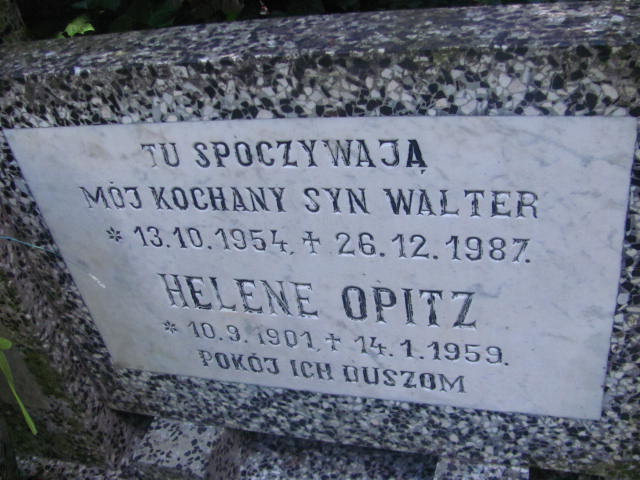 TU SPOCZYWAJĄ
MÓJ KOCHANY SYN WALTER
* 13.10.1954. † 26.12.1987.
HELENE OPITZ
* 10.9.1901. † 14.1.1959.
POKÓJ ICH DUSZOM